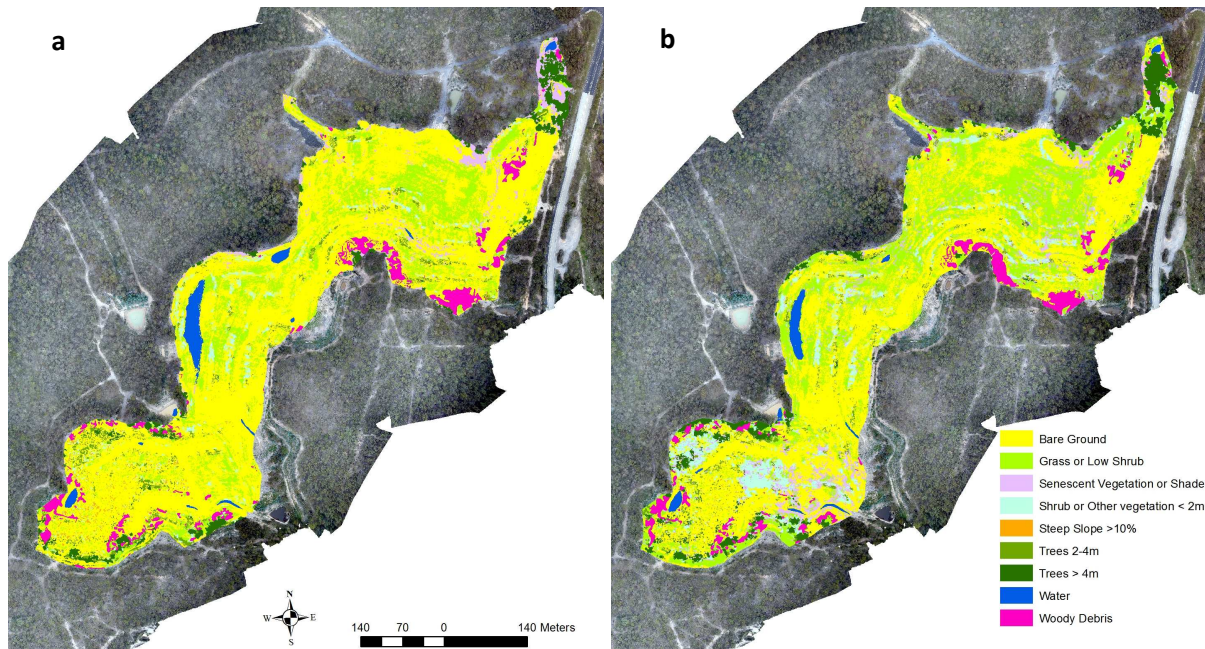 a
b
Bare Ground
Grass or Low Shrub
Senescent Vegetation or Shade
Shrub or Other vegetation < 2m
Steep Slope >10%
Trees 2-4m
Trees > 4m
Water
Woody Debris
N
W E
S
140 70 0 140 Meters